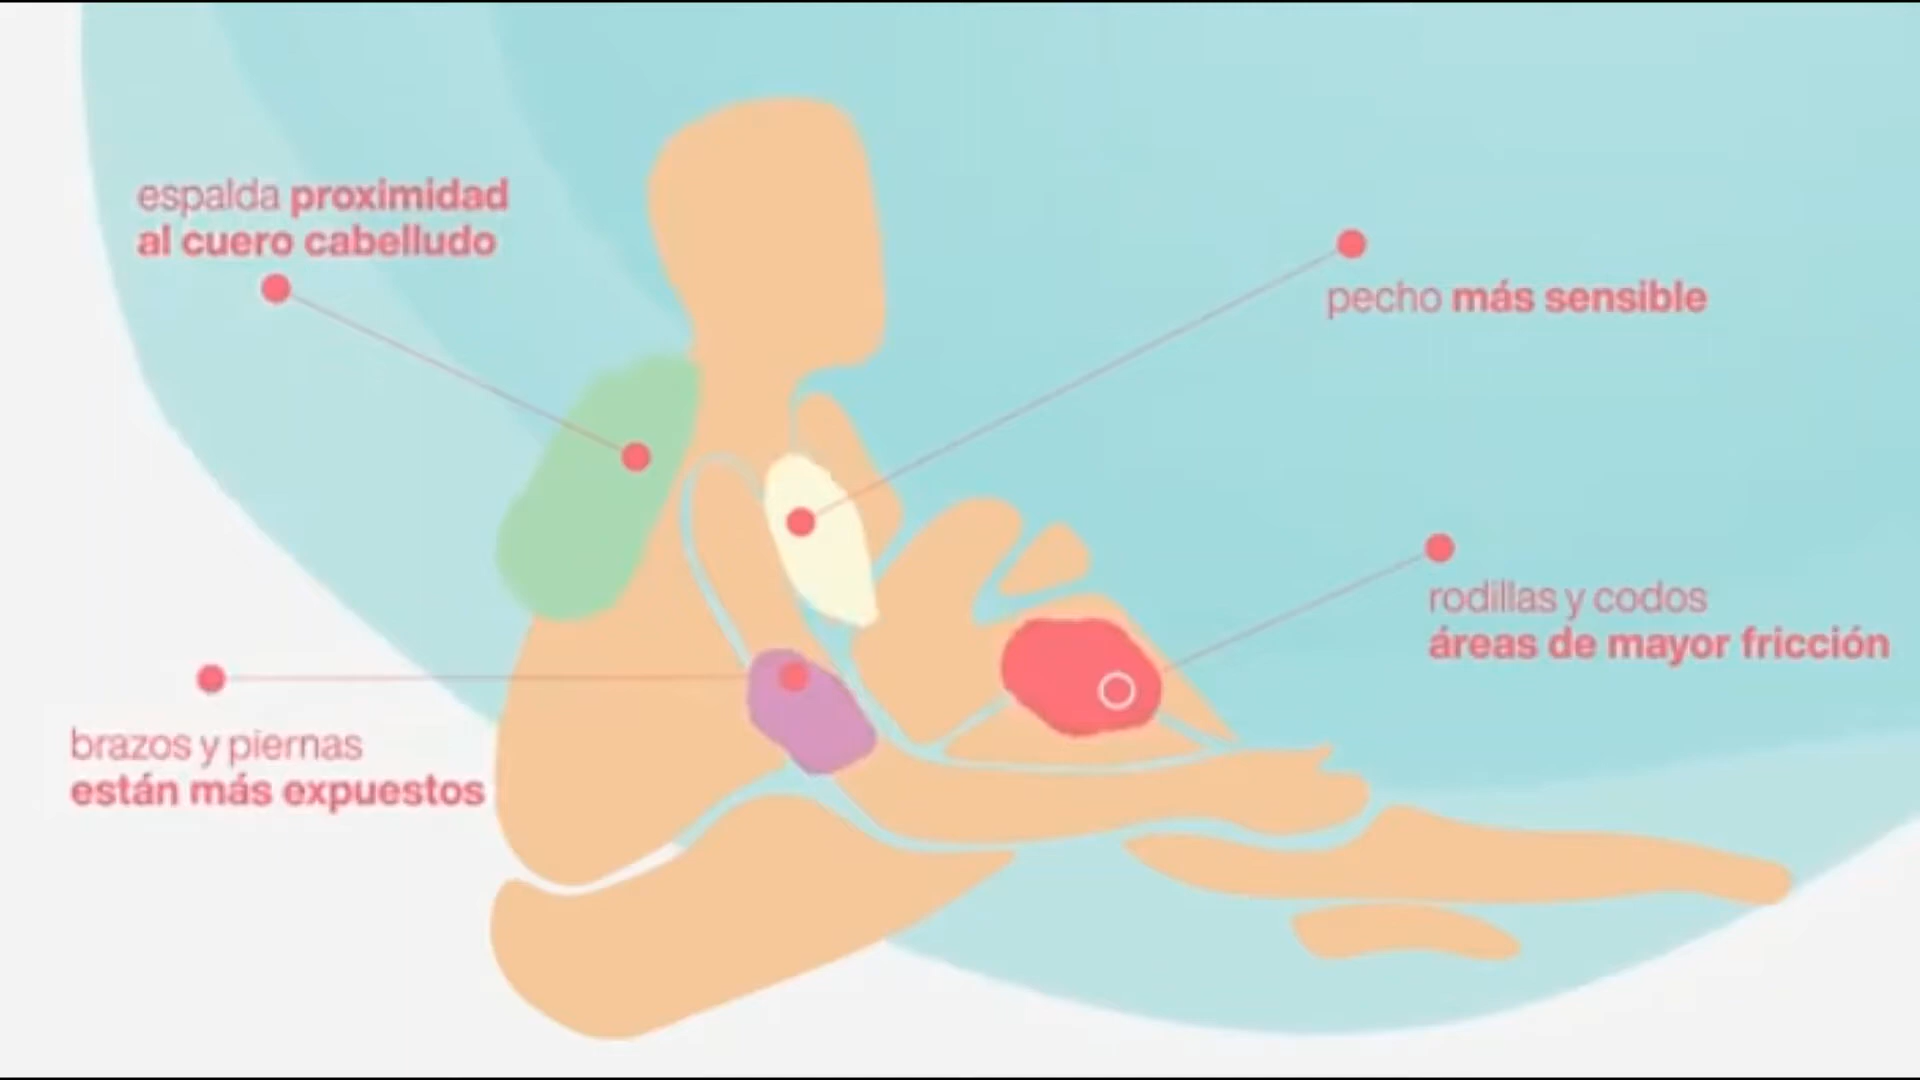 espalda proximidad
al cuero cabelludo
pecho más sensible
rodillas y codos
áreas de mayor fricción
brazos y piernas
están más expuestos